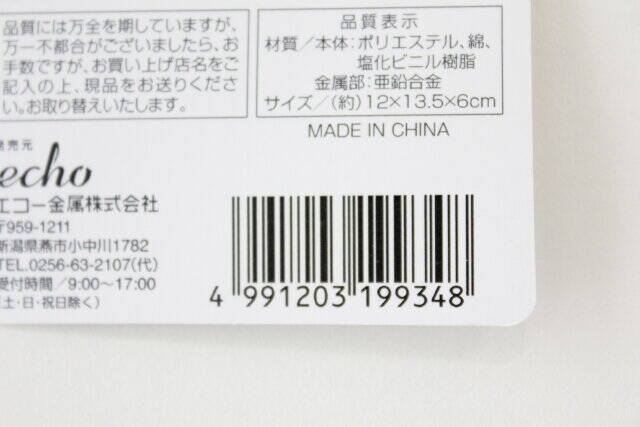 品質には万全を期していますが、
万一不都合がございましたら、お
手数ですが、お買い上げ店名をご
記入の上、現品をお送りくださ
い。お取り替えいたします。
品質表示
材質／本体：ポリエステル、綿、
塩化ビニル樹脂
金属部：亜鉛合金
サイズ／(約)12×13.5×6cm
MADE IN CHINA
発売元
echo
エコー金属株式会社
〒959-1211
新潟県燕市小中川1782
TEL.0256-63-2107(代)
受付時間／9:00～17:00
(土・日・祝日除く)
4 991203 199348